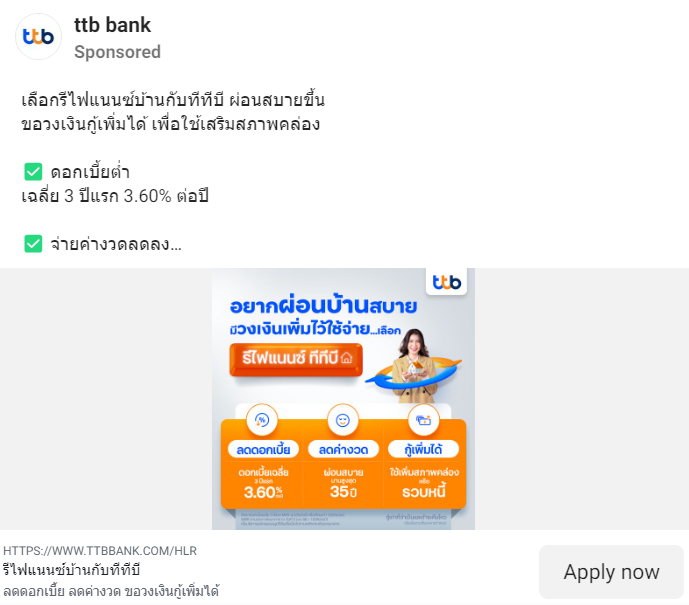 ttb
ttb bank
Sponsored
เลือกรีไฟแนนซ์บ้านกับทีทีบี ผ่อนสบายขึ้น
ขอวงเงินกู้เพิ่มได้ เพื่อใช้เสริมสภาพคล่อง
✅ ดอกเบี้ยต่ำ
เฉลี่ย 3 ปีแรก 3.60% ต่อปี
✅ จ่ายค่างวดลดลง...
ttb
อยากผ่อนบ้านสบาย
มีวงเงินเพิ่มไว้ใช้จ่าย...เลือก
รีไฟแนนซ์ ทีทีบี
%
ลดดอกเบี้ย ลดค่างวด กู้เพิ่มได้
ดอกเบี้ยเฉลี่ย
3 ปีแรก
3.60%
ผ่อนสบาย
นานสูงสุด
35 ปี
ใช้เพิ่มสภาพคล่อง
หรือ
รวบหนี้
HTTPS://WWW.TTBBANK.COM/HLR
รีไฟแนนซ์บ้านกับทีทีบี
ลดดอกเบี้ย ลดค่างวด ขอวงเงินกู้เพิ่มได้
Apply now